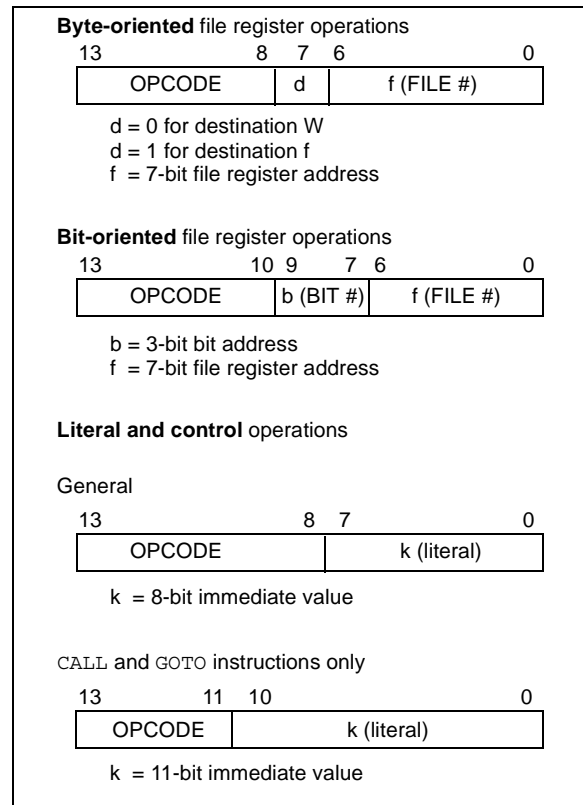 Byte-oriented file register operations
13 8 7 6 0
OPCODE d f (FILE #)
d = 0 for destination W
d = 1 for destination f
f = 7-bit file register address
Bit-oriented file register operations
13 10 9 7 6 0
OPCODE b (BIT #) f (FILE #)
b = 3-bit bit address
f = 7-bit file register address
Literal and control operations
General
13 8 7 0
OPCODE k (literal)
k = 8-bit immediate value
CALL and GOTO instructions only
13 11 10 0
OPCODE k (literal)
k = 11-bit immediate value